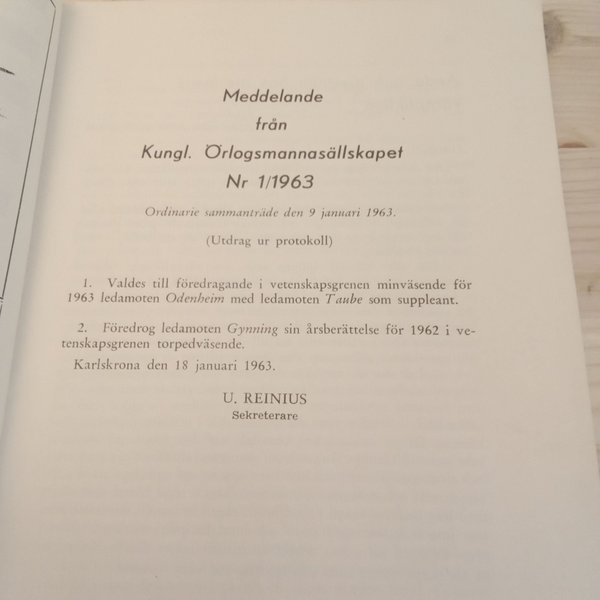 Meddelande
från
Kungl. Örlogsmannasällskapet
Nr 1/1963
Ordinarie sammanträde den 9 januari 1963.
(Utdrag ur protokoll)
1. Valdes till föredragande i vetenskapsgrenen minväsende för
1963 ledamoten Odenheim med ledamoten Taube som suppleant.
2. Föredrog ledamoten Gynning sin årsberättelse för 1962 i ve-
tenskapsgrenen torpedväsende.
Karlskrona den 18 januari 1963.
U. REINIUS
Sekreterare